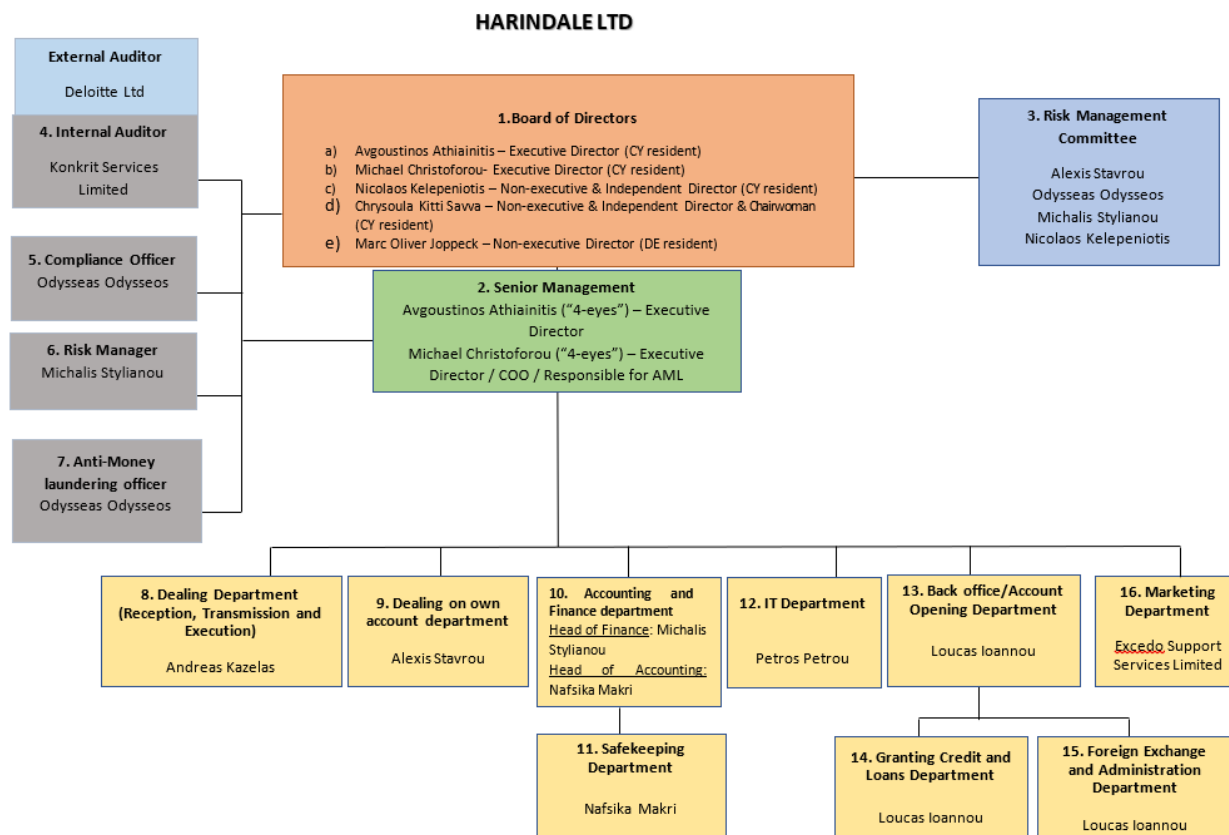 HARINDALE LTD
External Auditor
Deloitte Ltd
4. Internal Auditor
Konkrit Services
Limited
5. Compliance Officer
Odysseas Odysseos
6. Risk Manager
Michalis Stylianou
7. Anti-Money
laundering officer
Odysseas Odysseos
1.Board of Directors
a) Avgoustinos Athiainitis – Executive Director (CY resident)
b) Michael Christoforou- Executive Director (CY resident)
c) Nicolaos Kelepeniotis – Non-executive & Independent Director (CY resident)
d) Chrysoula Kitti Savva – Non-executive & Independent Director & Chairwoman
(CY resident)
e) Marc Oliver Joppeck – Non-executive Director (DE resident)
3. Risk Management
Committee
Alexis Stavrou
Odysseas Odysseos
Michalis Stylianou
Nicolaos Kelepeniotis
2. Senior Management
Avgoustinos Athiainitis (“4-eyes”) – Executive
Director
Michael Christoforou (“4-eyes”) – Executive
Director / COO / Responsible for AML
8. Dealing Department
(Reception, Transmission and
Execution)
Andreas Kazelas
9. Dealing on own
account department
Alexis Stavrou
10. Accounting and
Finance department
Head of Finance: Michalis
Stylianou
Head of Accounting:
Nafsika Makri
12. IT Department
Petros Petrou
13. Back office/Account
Opening Department
Loucas Ioannou
16. Marketing
Department
Excedo Support
Services Limited
11. Safekeeping
Department
Nafsika Makri
14. Granting Credit and
Loans Department
Loucas Ioannou
15. Foreign Exchange
and Administration
Department
Loucas Ioannou